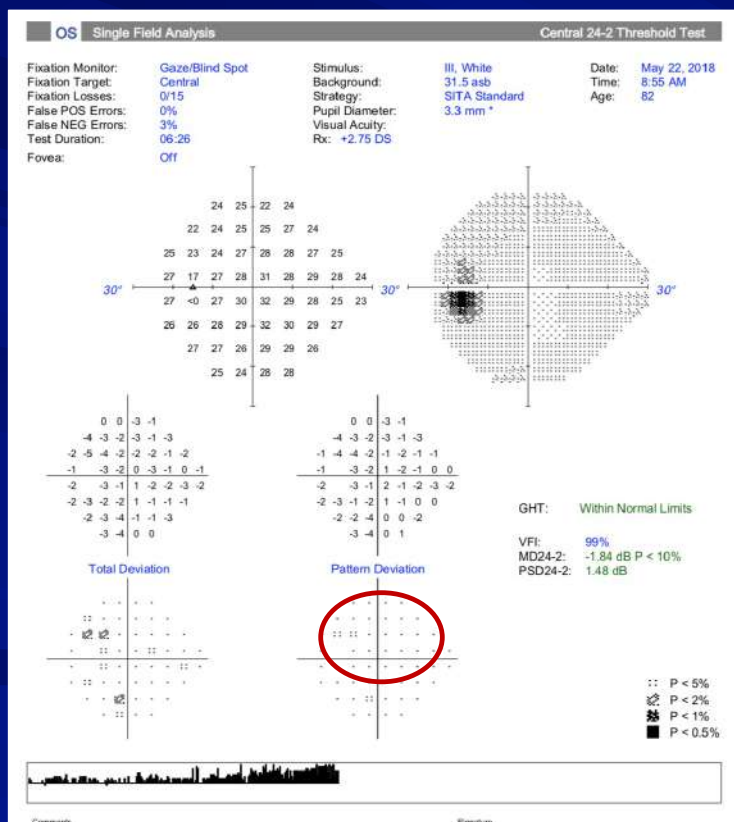 OS Single Field Analysis Central 24-2 Threshold Test
Fixation Monitor: Gaze/Blind Spot Stimulus: III, White Date: May 22, 2018
Fixation Target: Central Background: 31.5 asb Time: 8:55 AM
Fixation Losses: 0/15 Strategy: SITA Standard Age: 82
False POS Errors: 0% Pupil Diameter: 3.3 mm *
False NEG Errors: 3% Visual Acuity:
Test Duration: 06:26 Rx: +2.75 DS
Fovea: Off
24 25 22 24
22 24 25 25 27 24
25 23 24 27 28 28 27 25
27 17 27 28 31 28 29 28 24
30° 30° 30°
27 <0 27 30 32 29 28 25 23
26 26 28 29 32 30 29 27
27 27 26 29 29 26
25 24 28 28
0 0 -3 -1 0 0 -3 -1
-4 -3 -2 -3 -1 -3 -4 -3 -2 -3 -1 -3
-2 -5 -4 -2 -2 -2 -1 -2 -1 -4 -4 -2 -1 -2 -1 -1
-1 -3 -2 0 -3 -1 0 -1 -1 -3 -2 1 -2 -1 0 0
-2 -3 -1 1 -2 -2 -3 -2 -2 -3 -1 2 -1 -2 -3 -2
-2 -3 -2 -2 1 -1 -1 -1 -2 -3 -1 -2 1 -1 0 0
-2 -3 -4 -1 -1 -3 -2 -2 -4 0 0 -2
-3 -4 0 0 -3 -4 0 1
GHT: Within Normal Limits
VFI: 99%
MD24-2: -1.84 dB P < 10%
PSD24-2: 1.48 dB
Total Deviation Pattern Deviation
P < 5%
P < 2%
P < 1%
P < 0.5%